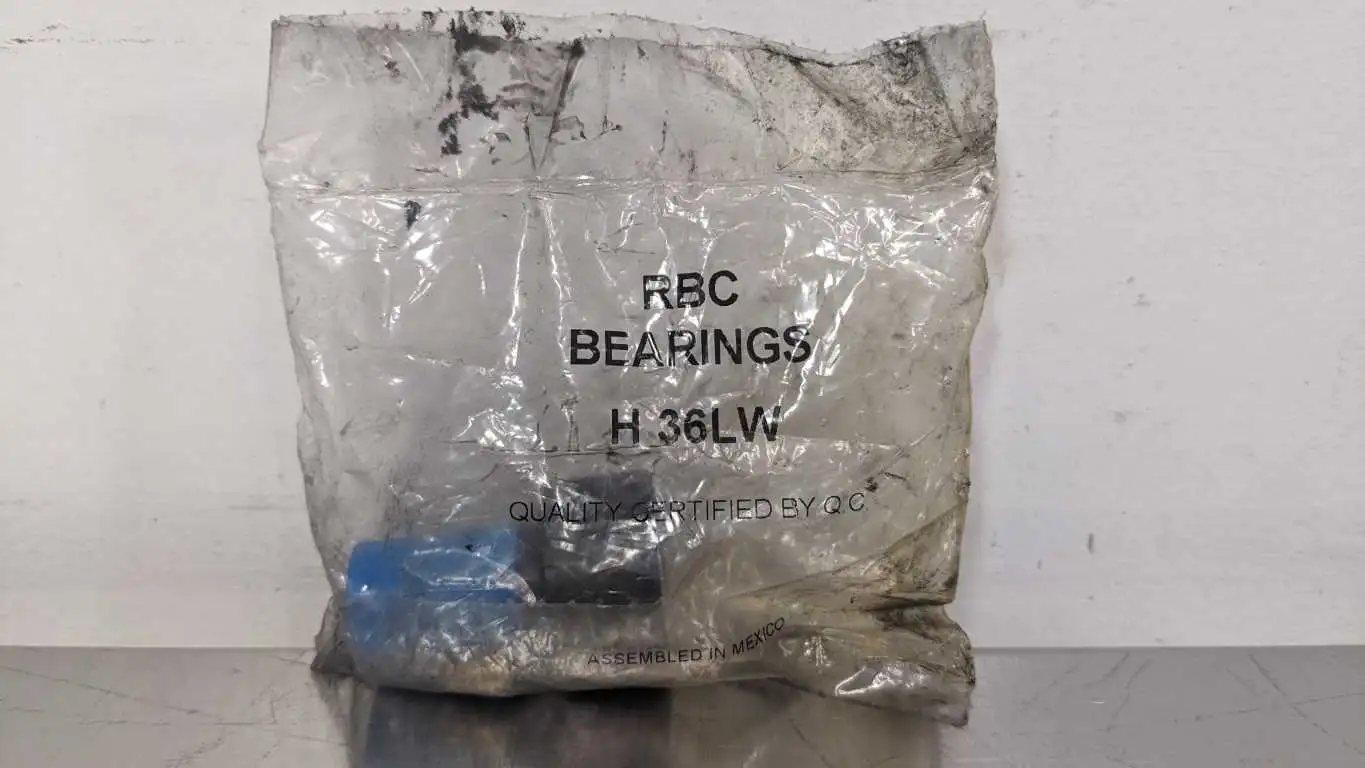 RBC
BEARINGS
H 36LW
QUALITY CERTIFIED BY Q.C.
ASSEMBLED IN MEXICO